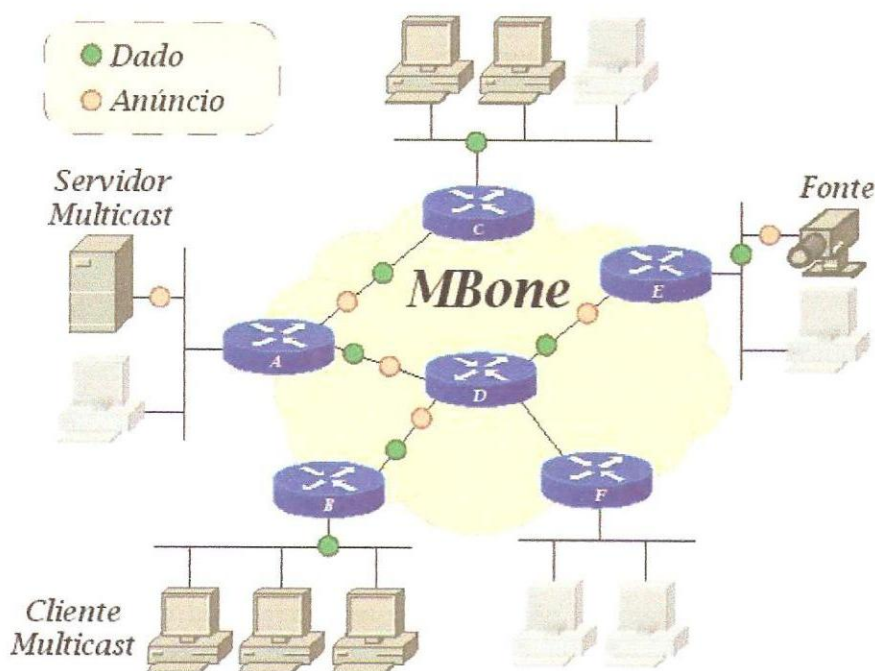 Dado
Anúncio
Servidor
Multicast
Fonte
C
MBone
E
A
D
B
F
Cliente
Multicast